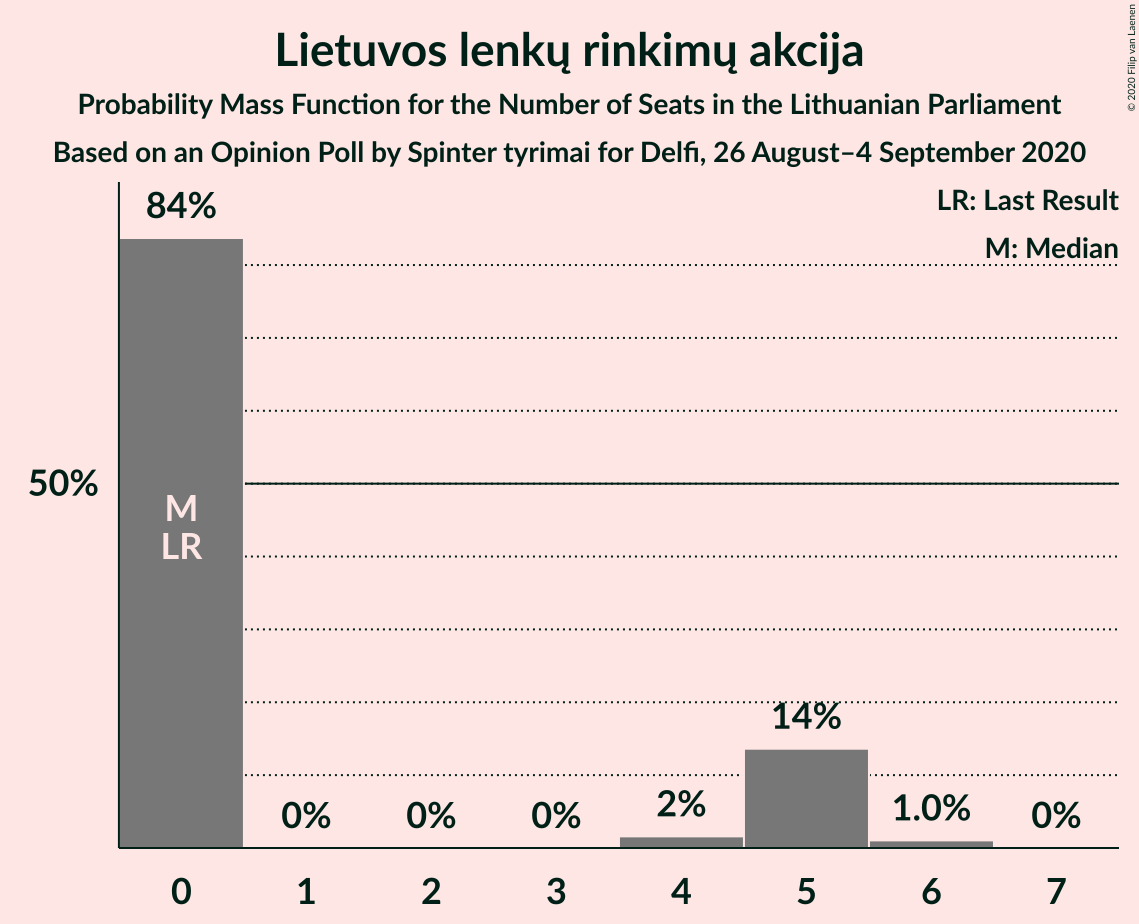 Lietuvos lenkų rinkimų akcija
Probability Mass Function for the Number of Seats in the Lithuanian Parliament
Based on an Opinion Poll by Spinter tyrimai for Delfi, 26 August–4 September 2020
© 2020 Filip van Laenen
LR: Last Result
M: Median
84%
50%
M
LR
0%
0%
0%
2%
14%
1.0%
0%
0
1
2
3
4
5
6
7